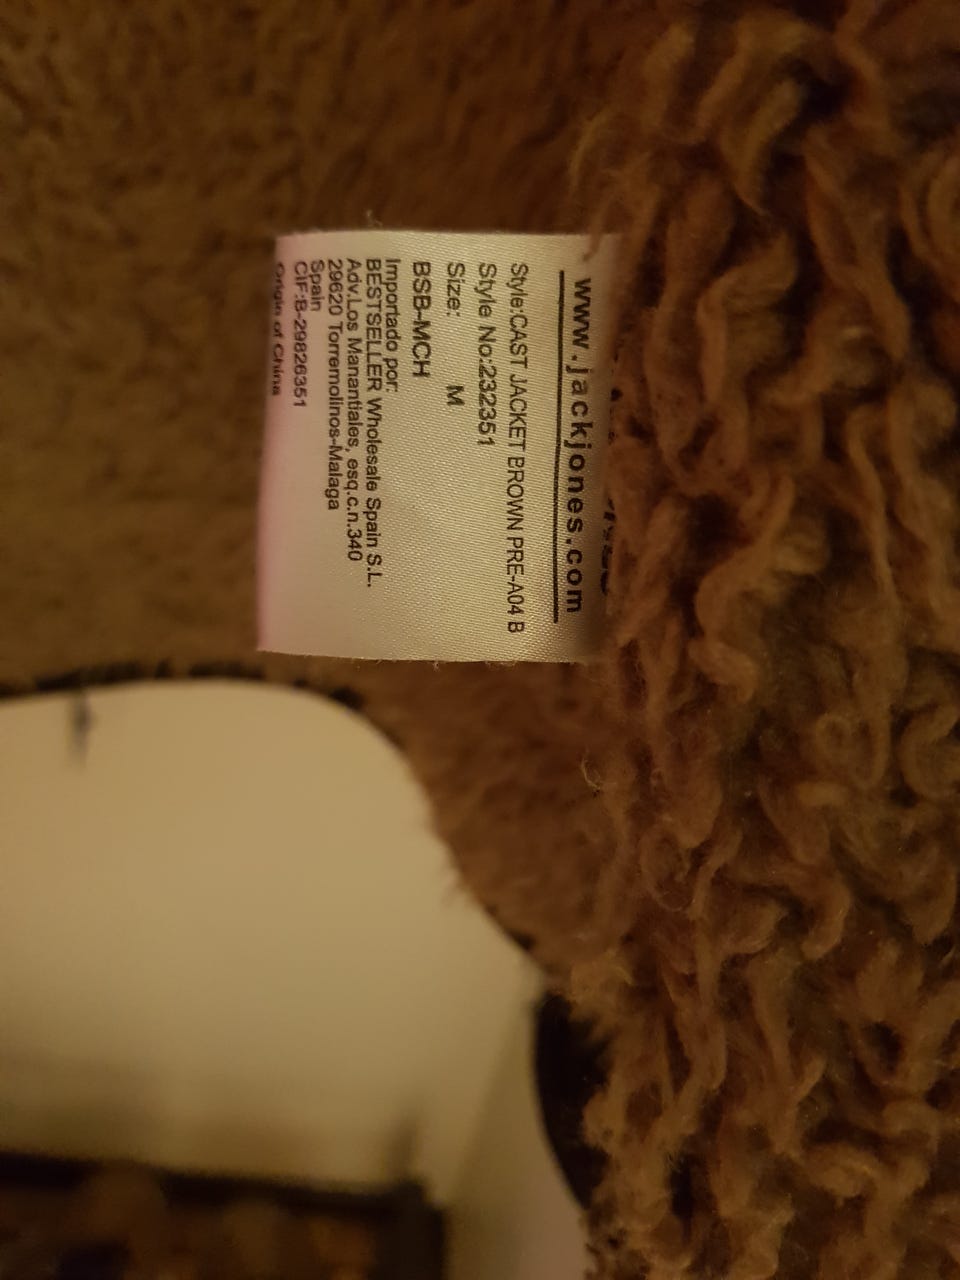 www.jackjones.com
Style:CAST JACKET BROWN PRE-A04 B
Style No:232351
Size: M
BSB-MCH
Importado por:
BESTSELLER Wholesale Spain S.L.
Adv.Los Manantiales, esq.c.n.340
29620 Torremolinos-Malaga
Spain
CIF:B-29826351
Origin of China